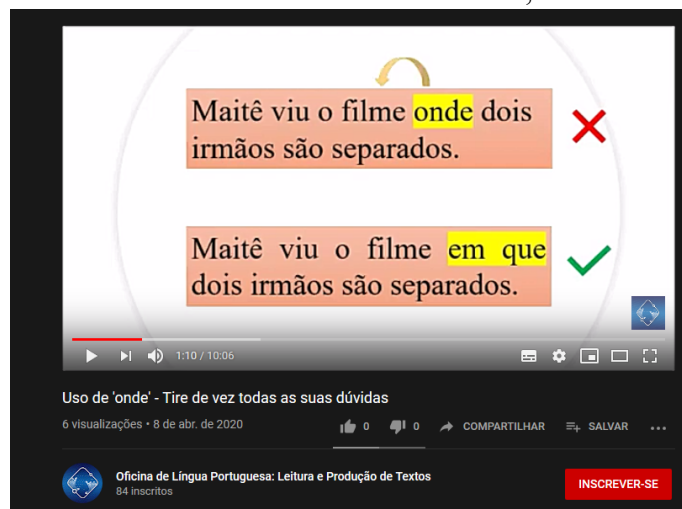 Maitê viu o filme onde dois
irmãos são separados.
Maitê viu o filme em que
dois irmãos são separados.
1:10 / 10:06
Uso de 'onde' - Tire de vez todas as suas dúvidas
6 visualizações • 8 de abr. de 2020
0
0
COMPARTILHAR
SALVAR
Oficina de Língua Portuguesa: Leitura e Produção de Textos
84 inscritos
INSCREVER-SE